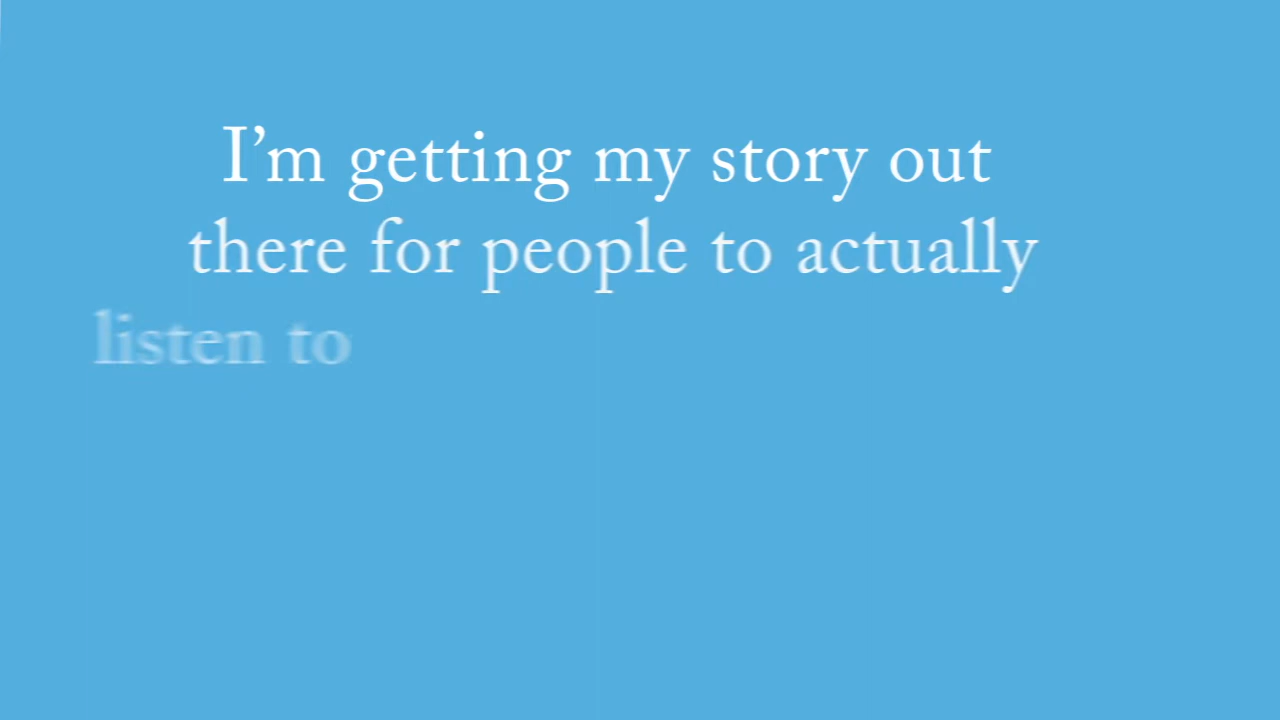 I’m getting my story out
there for people to actually
listen to